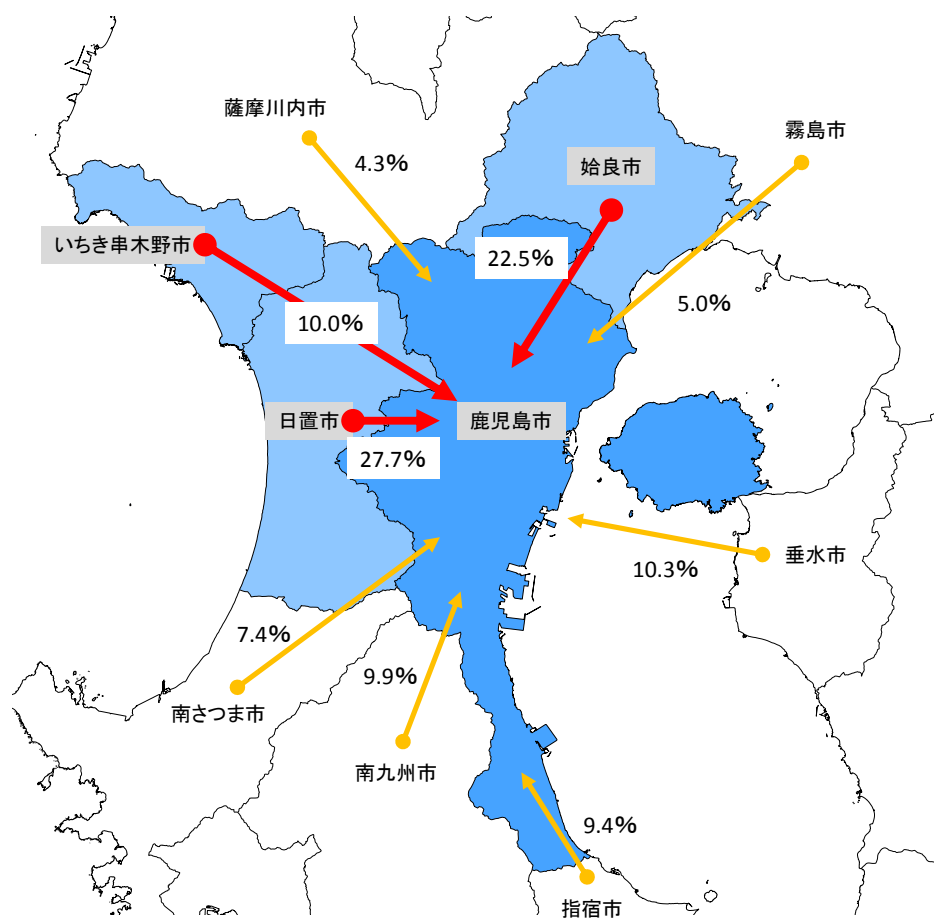 薩摩川内市
霧島市
4.3%
姶良市
いちき串木野市
22.5%
5.0%
10.0%
日置市
鹿児島市
27.7%
垂水市
10.3%
7.4%
9.9%
南さつま市
南九州市
9.4%
指宿市